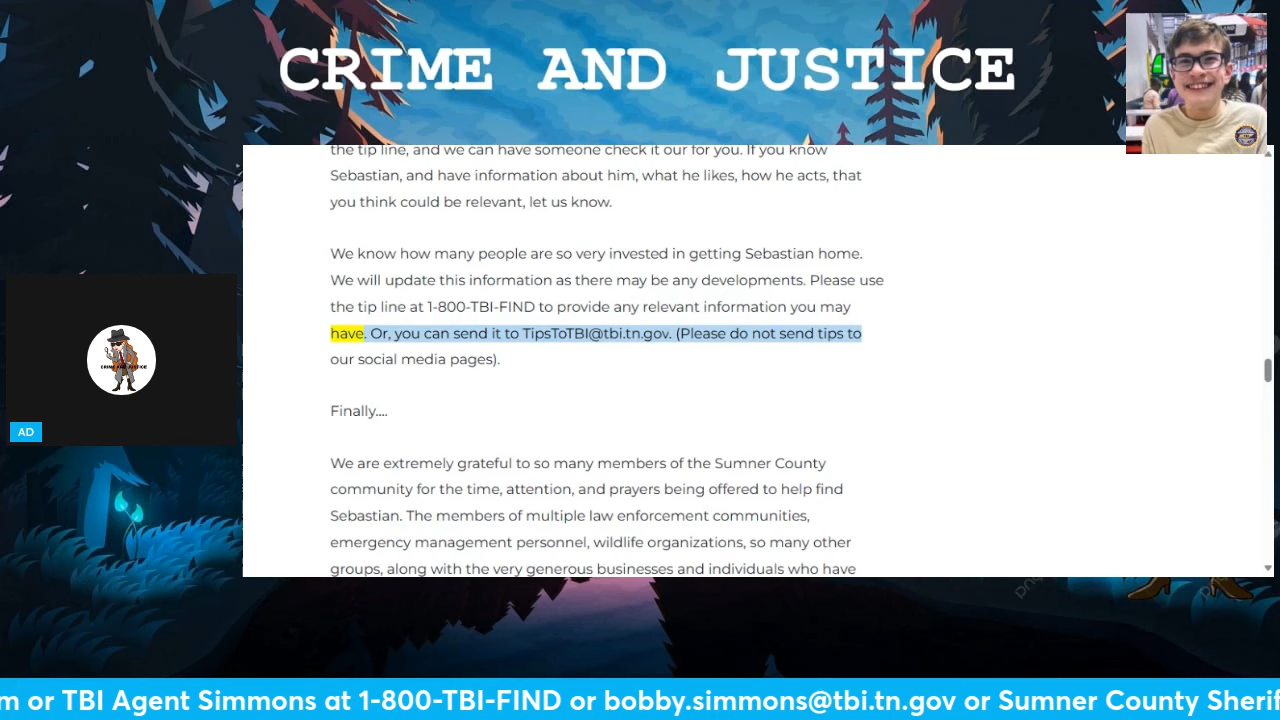 CRIME AND JUSTICE
the tip line, and we can have someone check it our for you. If you know
Sebastian, and have information about him, what he likes, how he acts, that
you think could be relevant, let us know.
We know how many people are so very invested in getting Sebastian home.
We will update this information as there may be any developments. Please use
the tip line at 1-800-TBI-FIND to provide any relevant information you may
have. Or, you can send it to TipsToTBI@tbi.tn.gov. (Please do not send tips to
our social media pages).
CRIME AND JUSTICE
AD
Finally....
We are extremely grateful to so many members of the Sumner County
community for the time, attention, and prayers being offered to help find
Sebastian. The members of multiple law enforcement communities,
emergency management personnel, wildlife organizations, so many other
groups, along with the very generous businesses and individuals who have
m or TBI Agent Simmons at 1-800-TBI-FIND or bobby.simmons@tbi.tn.gov or Sumner County Sherif